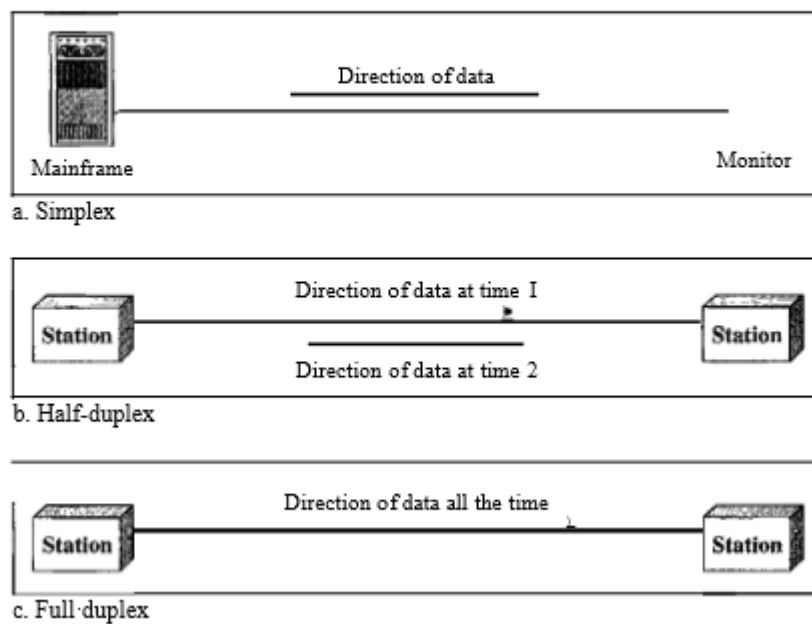 Direction of data
Mainframe
Monitor
a. Simplex
Direction of data at time I
Station
Station
Direction of data at time 2
b. Half-duplex
Direction of data all the time
Station
Station
c. Full·duplex